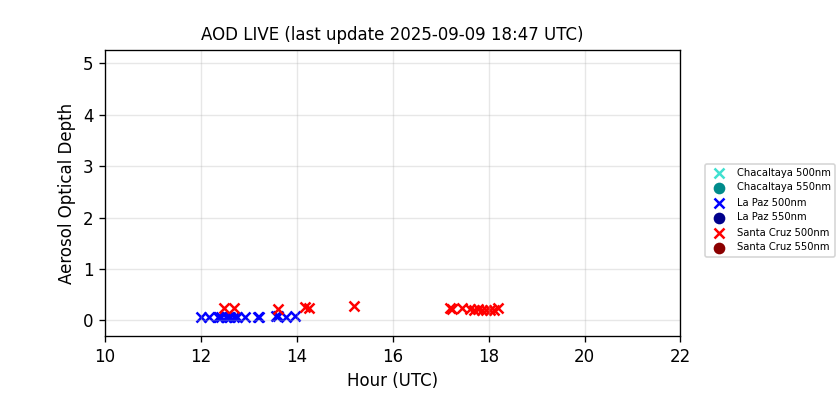 AOD LIVE (last update 2025-09-09 18:47 UTC)
Aerosol Optical Depth
5
4
3
2
1
0
10 12 14 16 18 20 22
Hour (UTC)
Chacaltaya 500nm
Chacaltaya 550nm
La Paz 500nm
La Paz 550nm
Santa Cruz 500nm
Santa Cruz 550nm